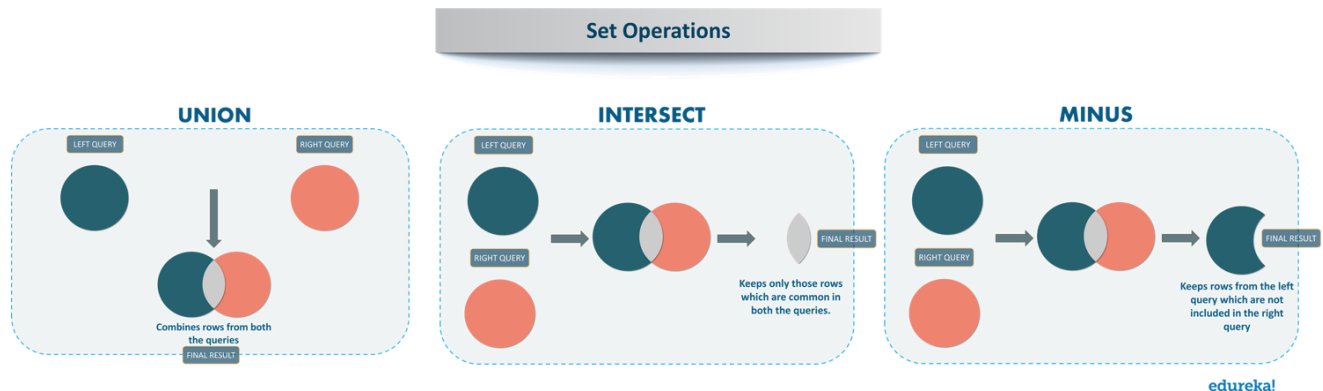 Set Operations
UNION
LEFT QUERY
RIGHT QUERY
Combines rows from both
the queries
FINAL RESULT
INTERSECT
LEFT QUERY
RIGHT QUERY
FINAL RESULT
Keeps only those rows
which are common in
both the queries.
MINUS
LEFT QUERY
RIGHT QUERY
FINAL RESULT
Keeps rows from the left
query which are not
included in the right
query
edureka!